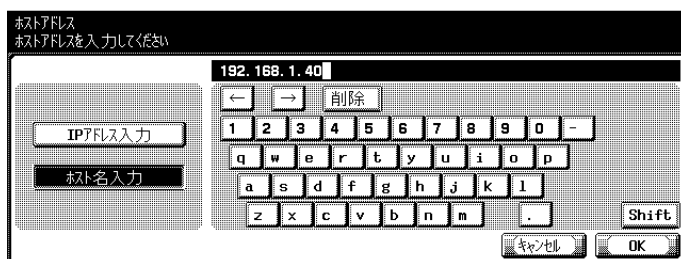 ホストアドレス
ホストアドレスを入力してください
192.168.1.40
← → 削除
IPアドレス入力
1 2 3 4 5 6 7 8 9 0 -
q w e r t y u i o p
ホスト名入力
a s d f g h j k l
z x c v b n m . Shift
キャンセル OK